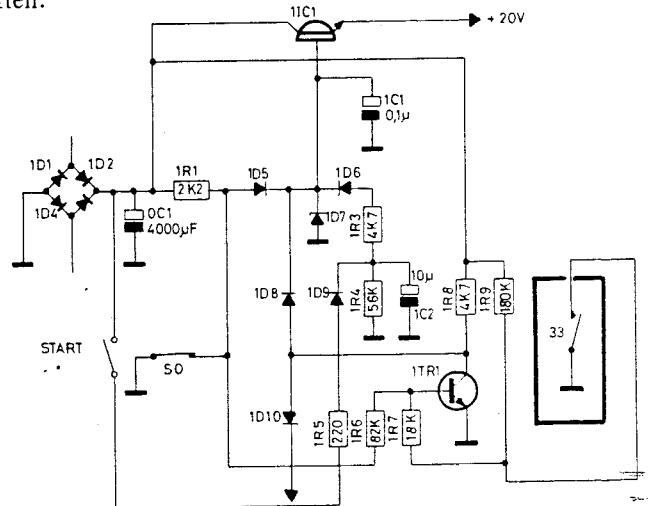 1IC1
+ 20V
1C1
0,1µ
1D1
1D2
1R1
2K2
1D5
1D6
1D4
0C1
4000µF
1D7
1R3
4K7
10µ
1C2
1D8
1D9
1R4
56K
1R8
4K7
1R9
180K
33
START
S0
1TR1
1D10
1R5
220
1R6
82K
1R7
18K